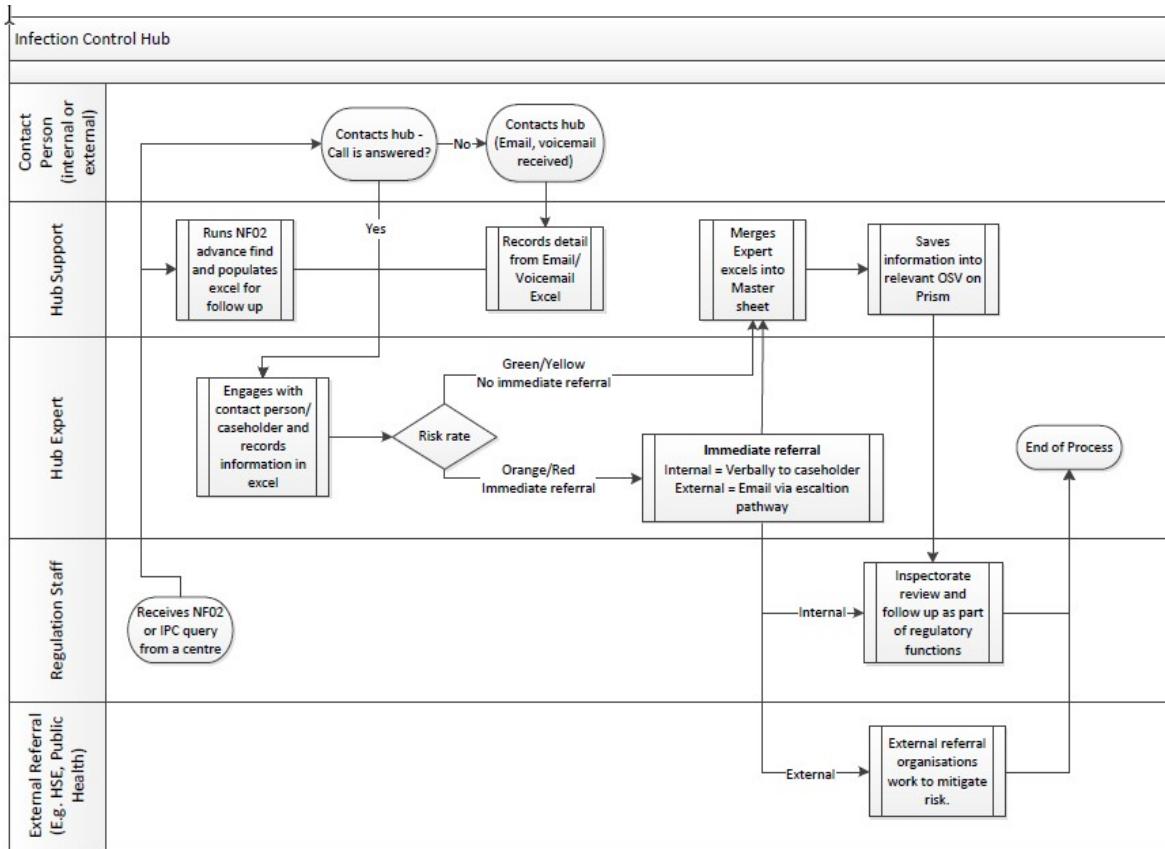 Infection Control Hub
Contact
Person
(internal or
external)
Contacts hub -
Call is answered?
No
Contacts hub
(Email, voicemail
received)
Yes
Hub Support
Runs NF02
advance find
and populates
excel for
follow up
Records detail
from Email/
Voicemail
Excel
Merges
Expert
excels into
Master
sheet
Saves
information into
relevant OSV on
Prism
Hub Expert
Engages with
contact person/
caseholder and
records
information in
excel
Risk rate
Green/Yellow
No immediate referral
Orange/Red
Immediate referral
Immediate referral
Internal = Verbally to caseholder
External = Email via escaltion
pathway
End of Process
Regulation Staff
Receives NF02
or IPC query
from a centre
Internal
Inspectorate
review and
follow up as part
of regulatory
functions
External Referral
(E.g. HSE, Public
Health)
External
External referral
organisations
work to mitigate
risk.